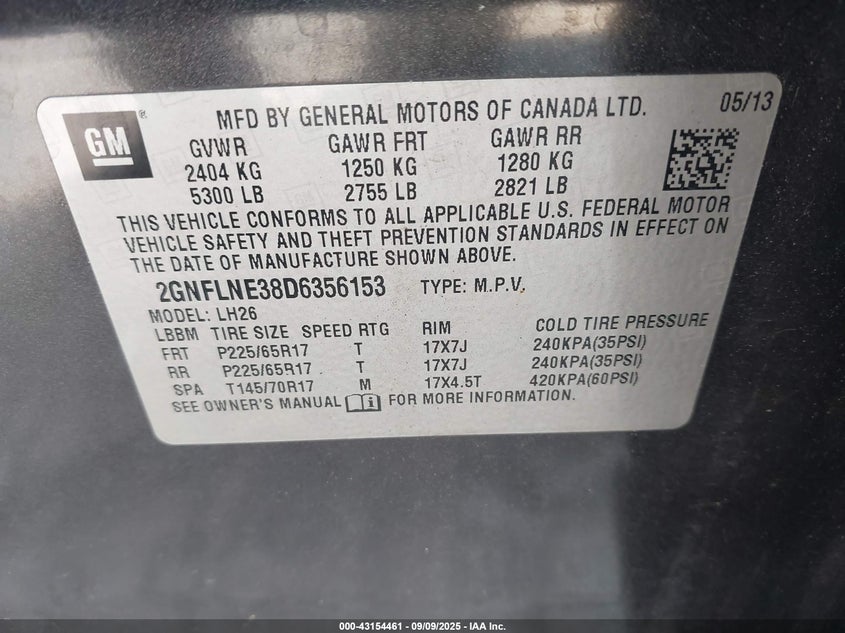 GM®
MFD BY GENERAL MOTORS OF CANADA LTD. 05/13
GVWR GAWR FRT GAWR RR
2404 KG 1250 KG 1280 KG
5300 LB 2755 LB 2821 LB
THIS VEHICLE CONFORMS TO ALL APPLICABLE U.S. FEDERAL MOTOR
VEHICLE SAFETY AND THEFT PREVENTION STANDARDS IN EFFECT ON
THE DATE OF MANUFACTURE SHOWN ABOVE.
2GNFLNE38D6356153 TYPE: M.P.V.
MODEL: LH26
LBBM TIRE SIZE SPEED RTG RIM COLD TIRE PRESSURE
FRT P225/65R17 T 17X7J 240KPA(35PSI)
RR P225/65R17 T 17X7J 240KPA(35PSI)
SPA T145/70R17 M 17X4.5T 420KPA(60PSI)
SEE OWNER'S MANUAL FOR MORE INFORMATION.
000-43154461 - 09/09/2025 - IAA Inc.